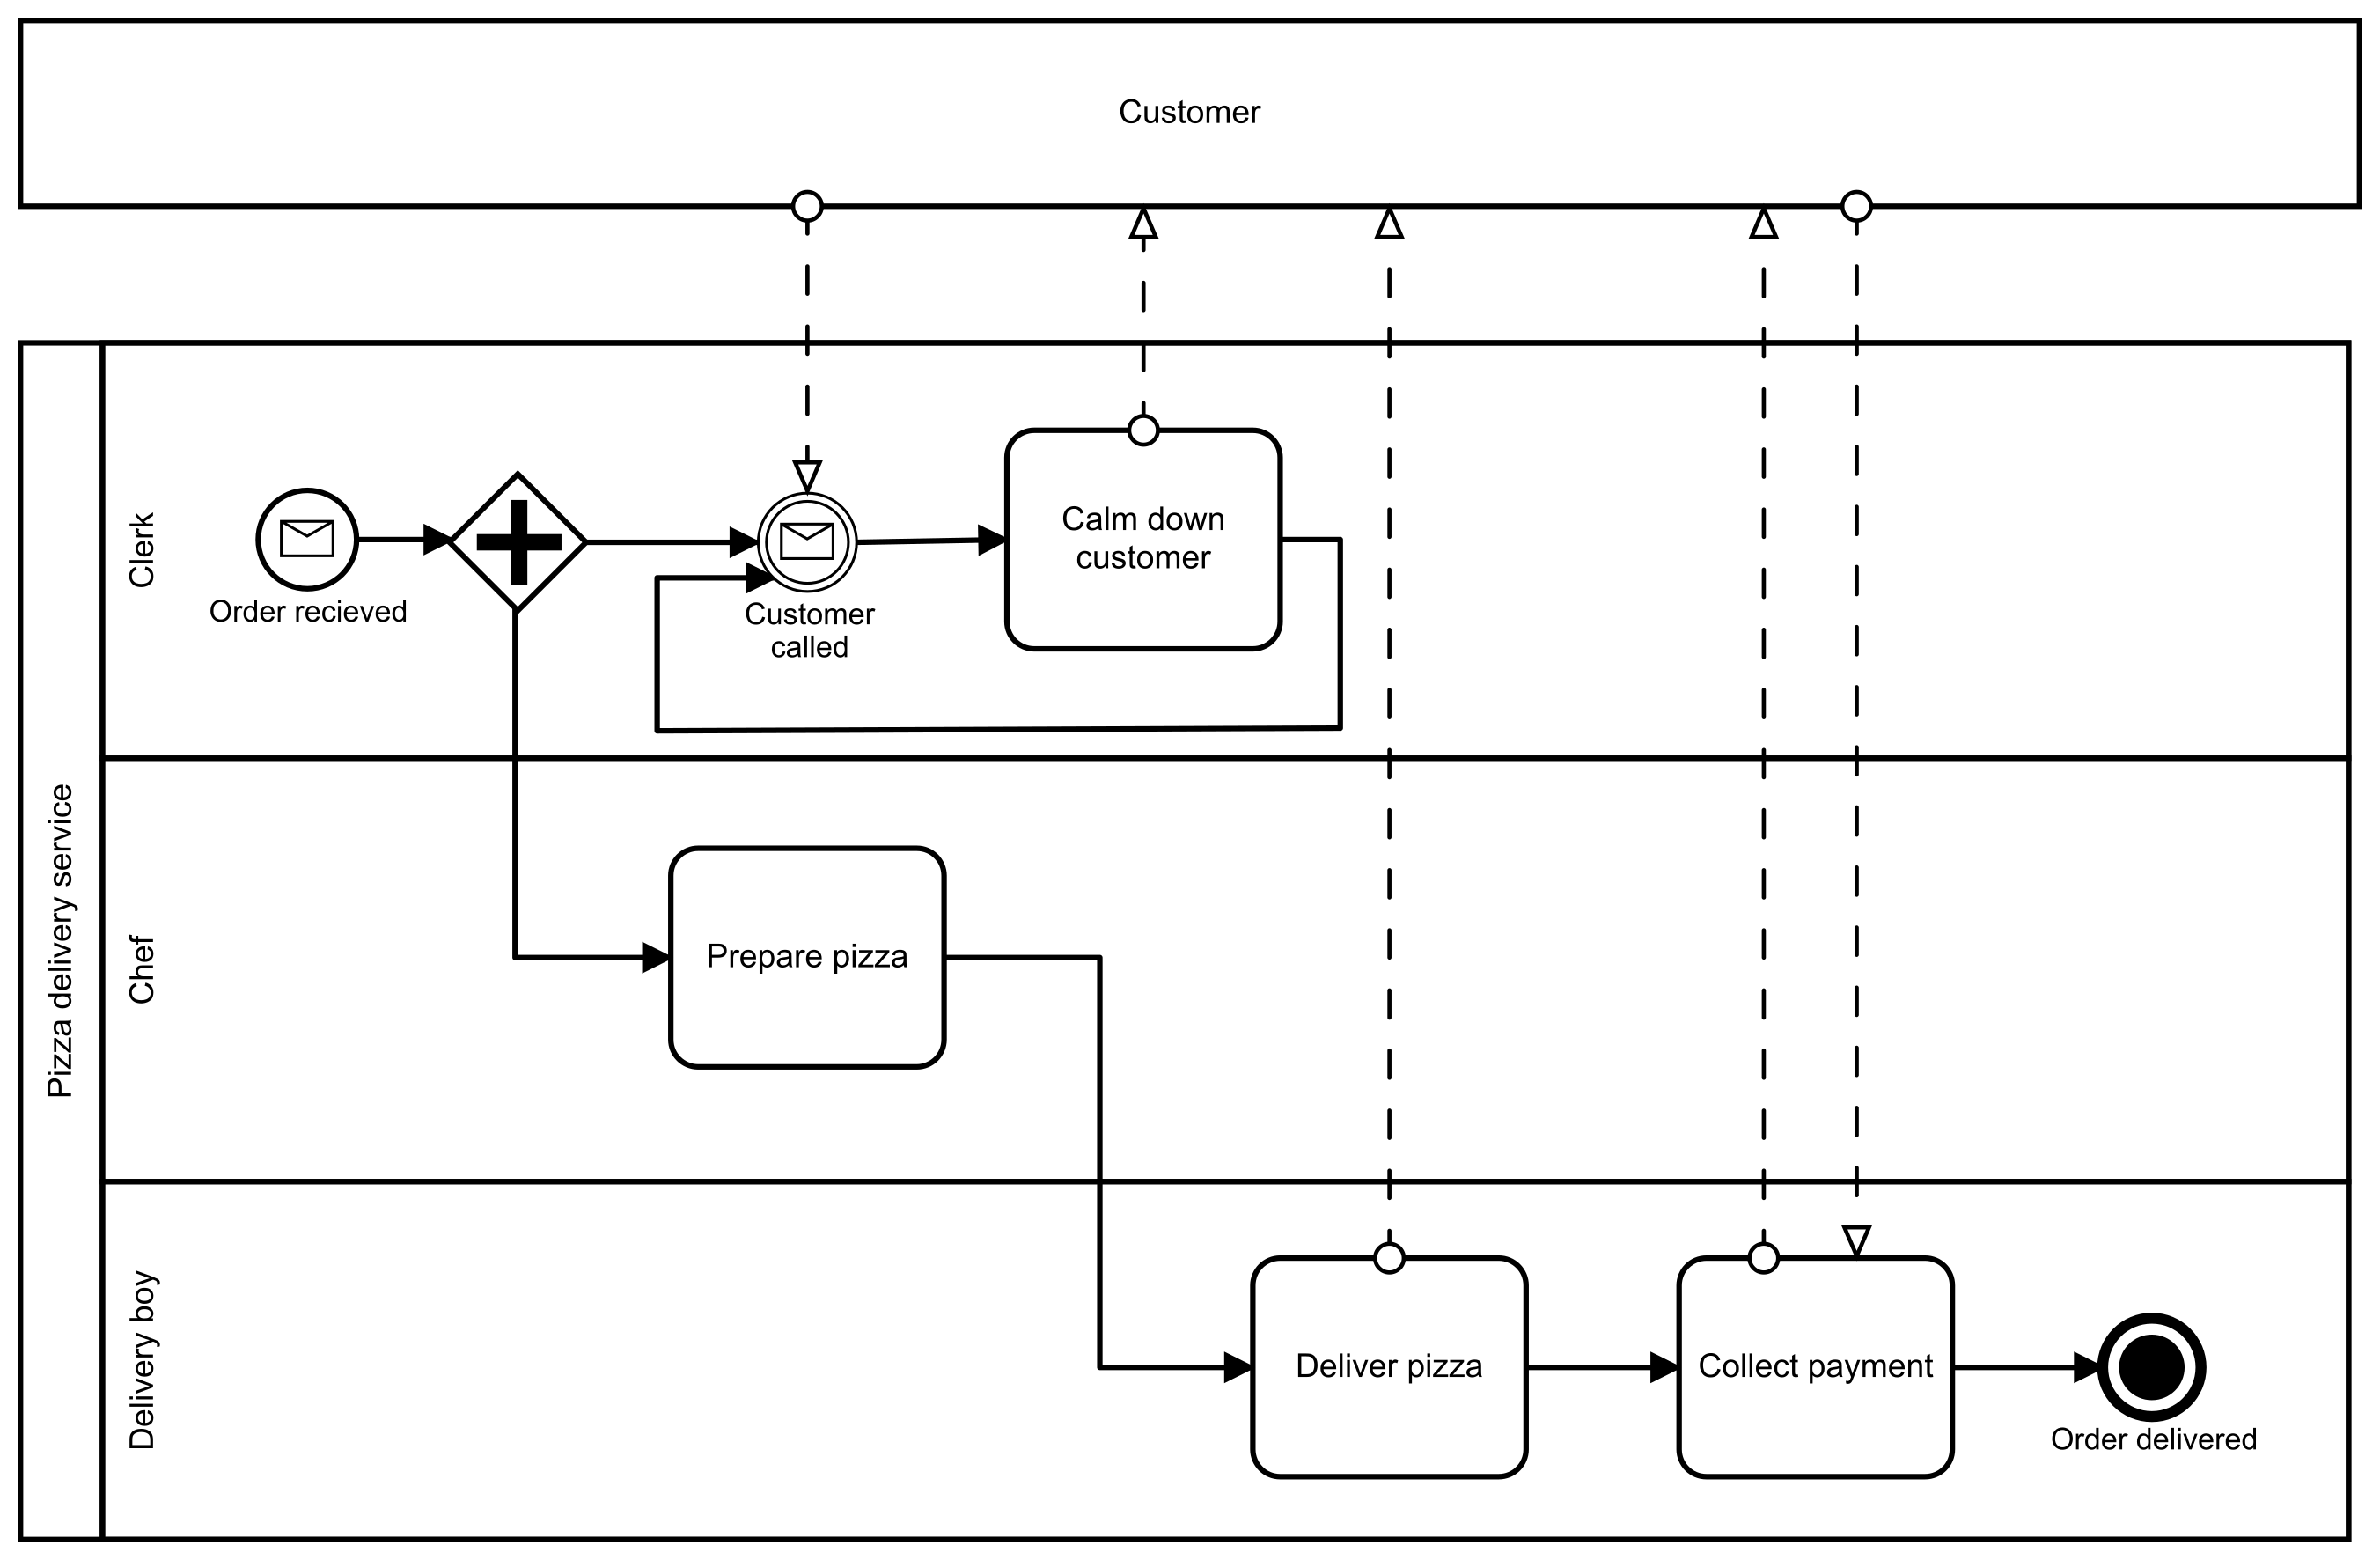 Customer
Pizza delivery service
Clerk
Order recieved
Customer
called
Calm down
customer
Chef
Prepare pizza
Delivery boy
Deliver pizza
Collect payment
Order delivered